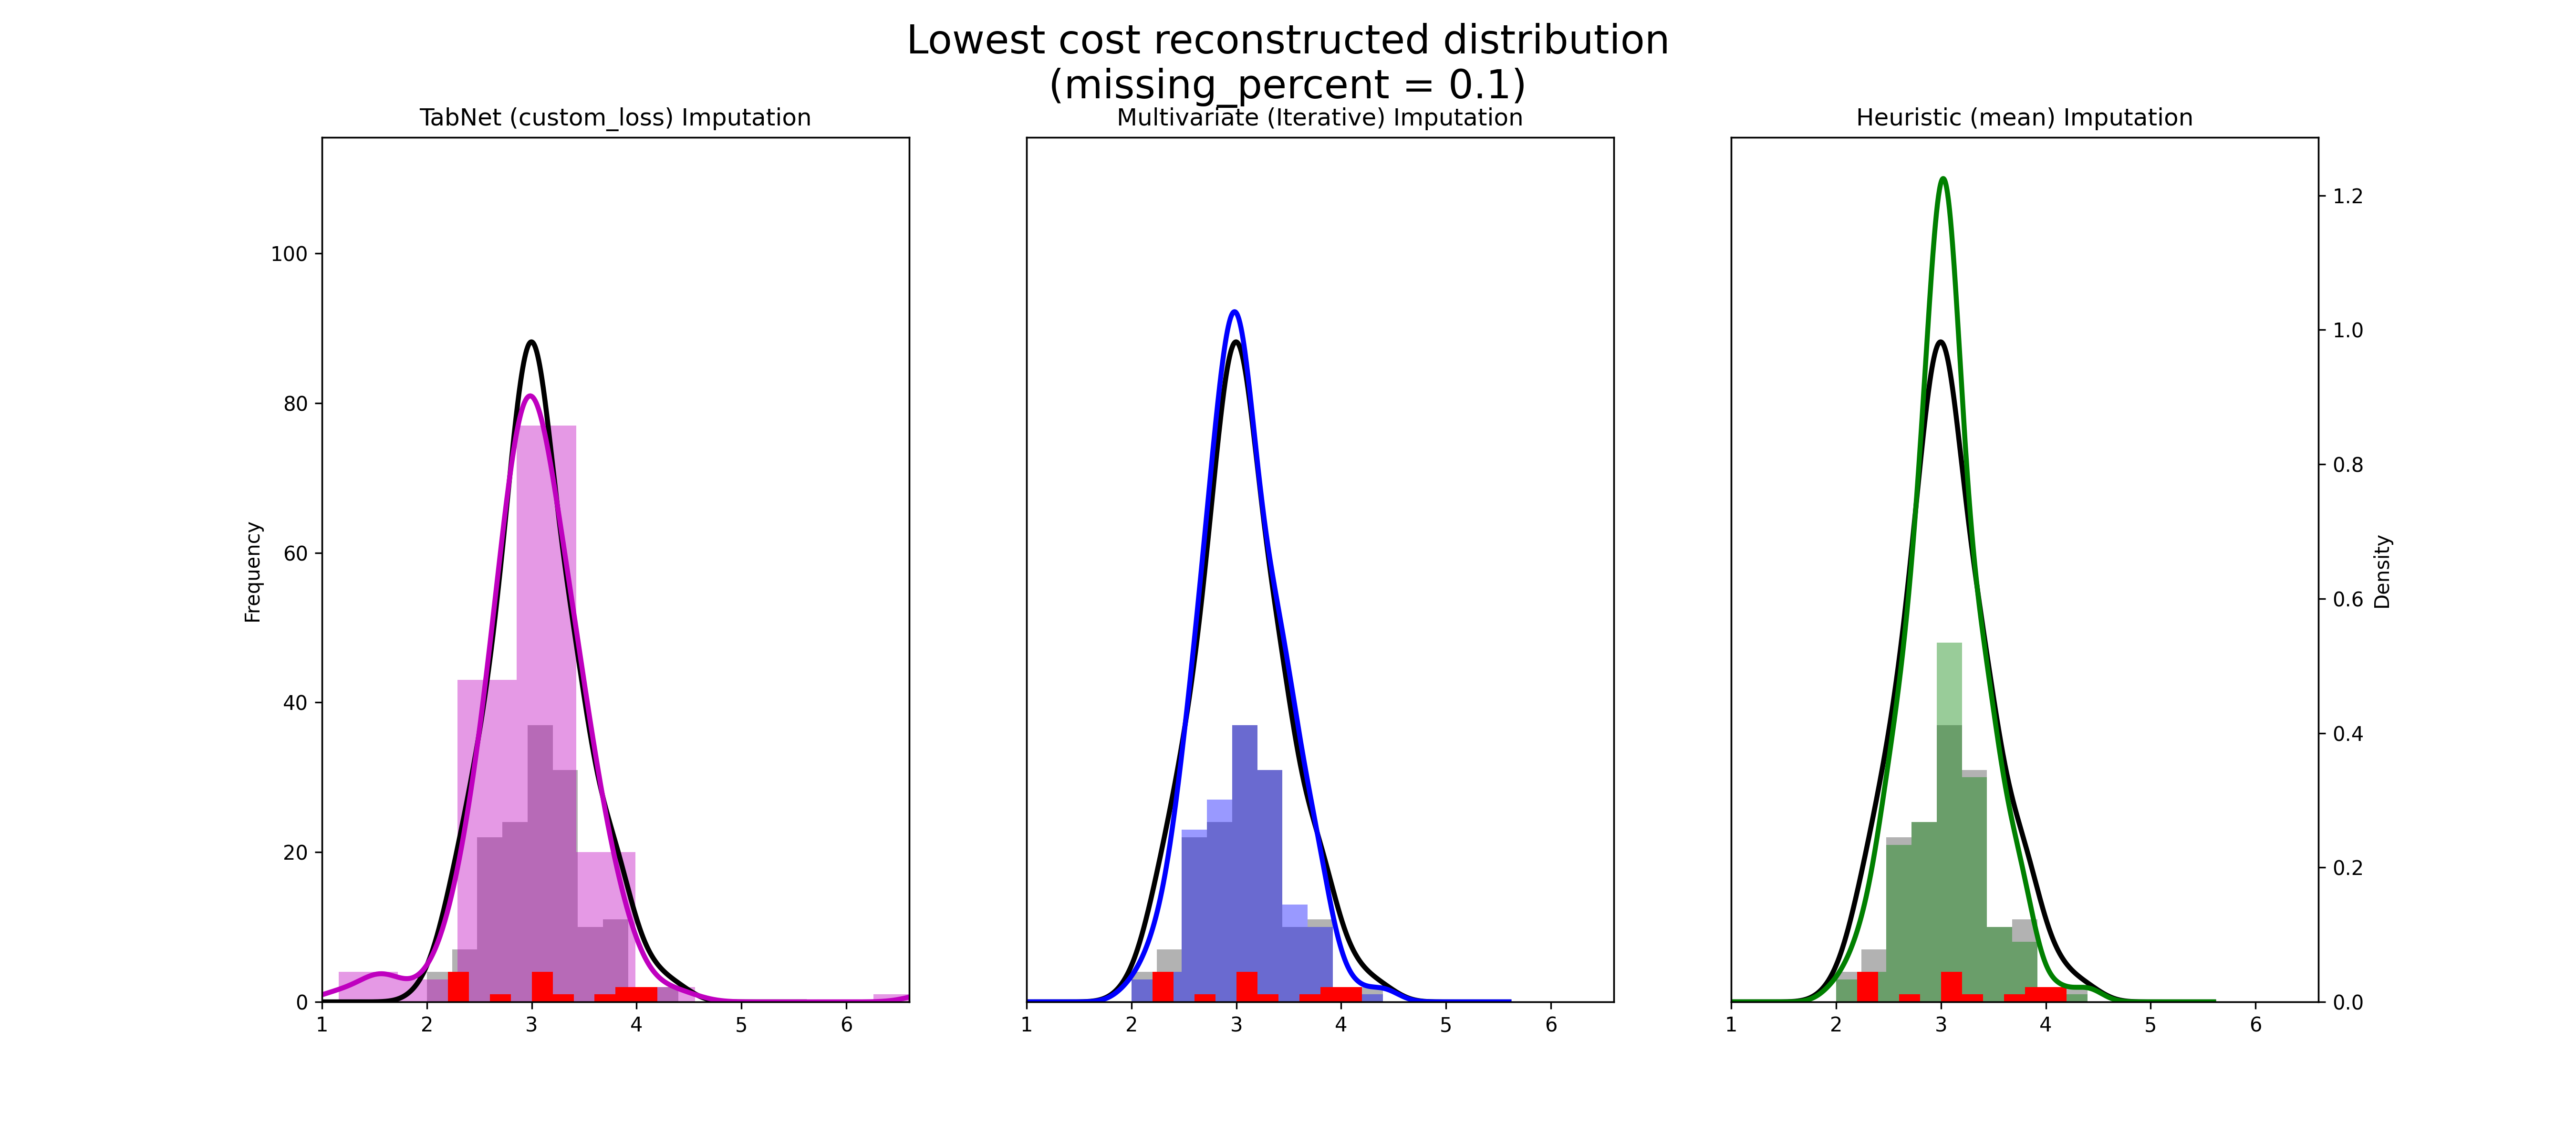 Lowest cost reconstructed distribution
(missing_percent = 0.1)
TabNet (custom_loss) Imputation
Multivariate (Iterative) Imputation
Heuristic (mean) Imputation
Frequency
100
80
60
40
20
0
1 2 3 4 5 6
1 2 3 4 5 6
1 2 3 4 5 6
1.2
1.0
0.8
0.6
0.4
0.2
0.0
Density